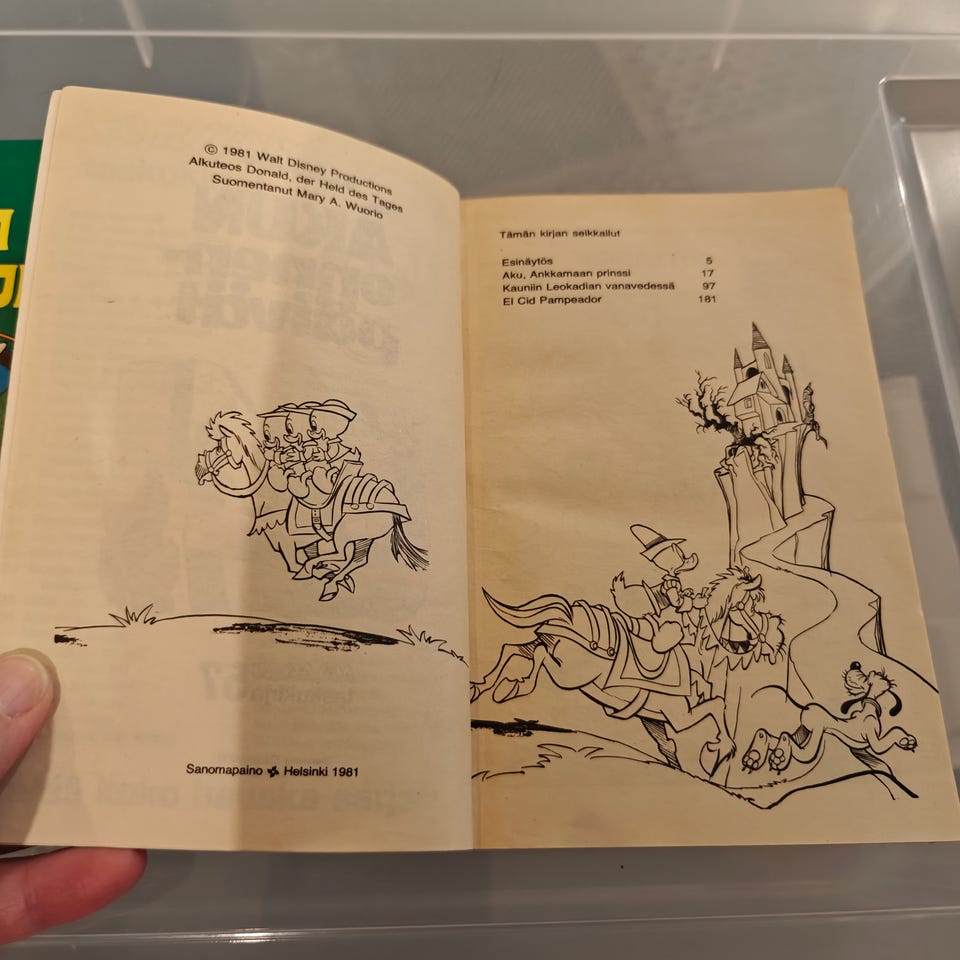 © 1981 Walt Disney Productions
Alkuteos Donald, der Held des Tages
Suomentanut Mary A. Wuorio
Sanomapaino Helsinki 1981
Tämän kirjan seikkailut
Esinäytös 5
Aku, Ankkamaan prinssi 17
Kauniin Leokadian vanavedessä 97
El Cid Pampeador 181